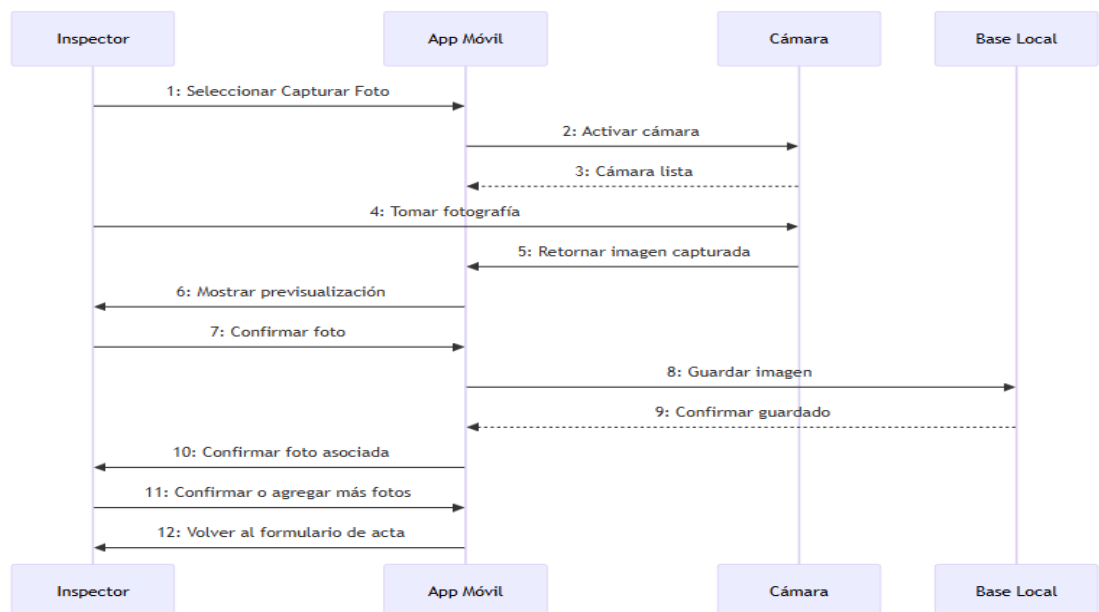 Inspector
App Móvil
Cámara
Base Local
1: Seleccionar Capturar Foto
2: Activar cámara
3: Cámara lista
4: Tomar fotografía
5: Retornar imagen capturada
6: Mostrar previsualización
7: Confirmar foto
8: Guardar imagen
9: Confirmar guardado
10: Confirmar foto asociada
11: Confirmar o agregar más fotos
12: Volver al formulario de acta
Inspector
App Móvil
Cámara
Base Local